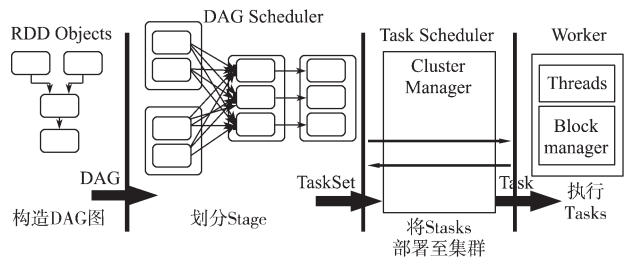 RDD Objects
DAG Scheduler
Task Scheduler
Worker
Cluster
Manager
Threads
Block
manager
DAG
TaskSet
Task
构造DAG图
划分Stage
将Stasks
部署至集群
执行
Tasks